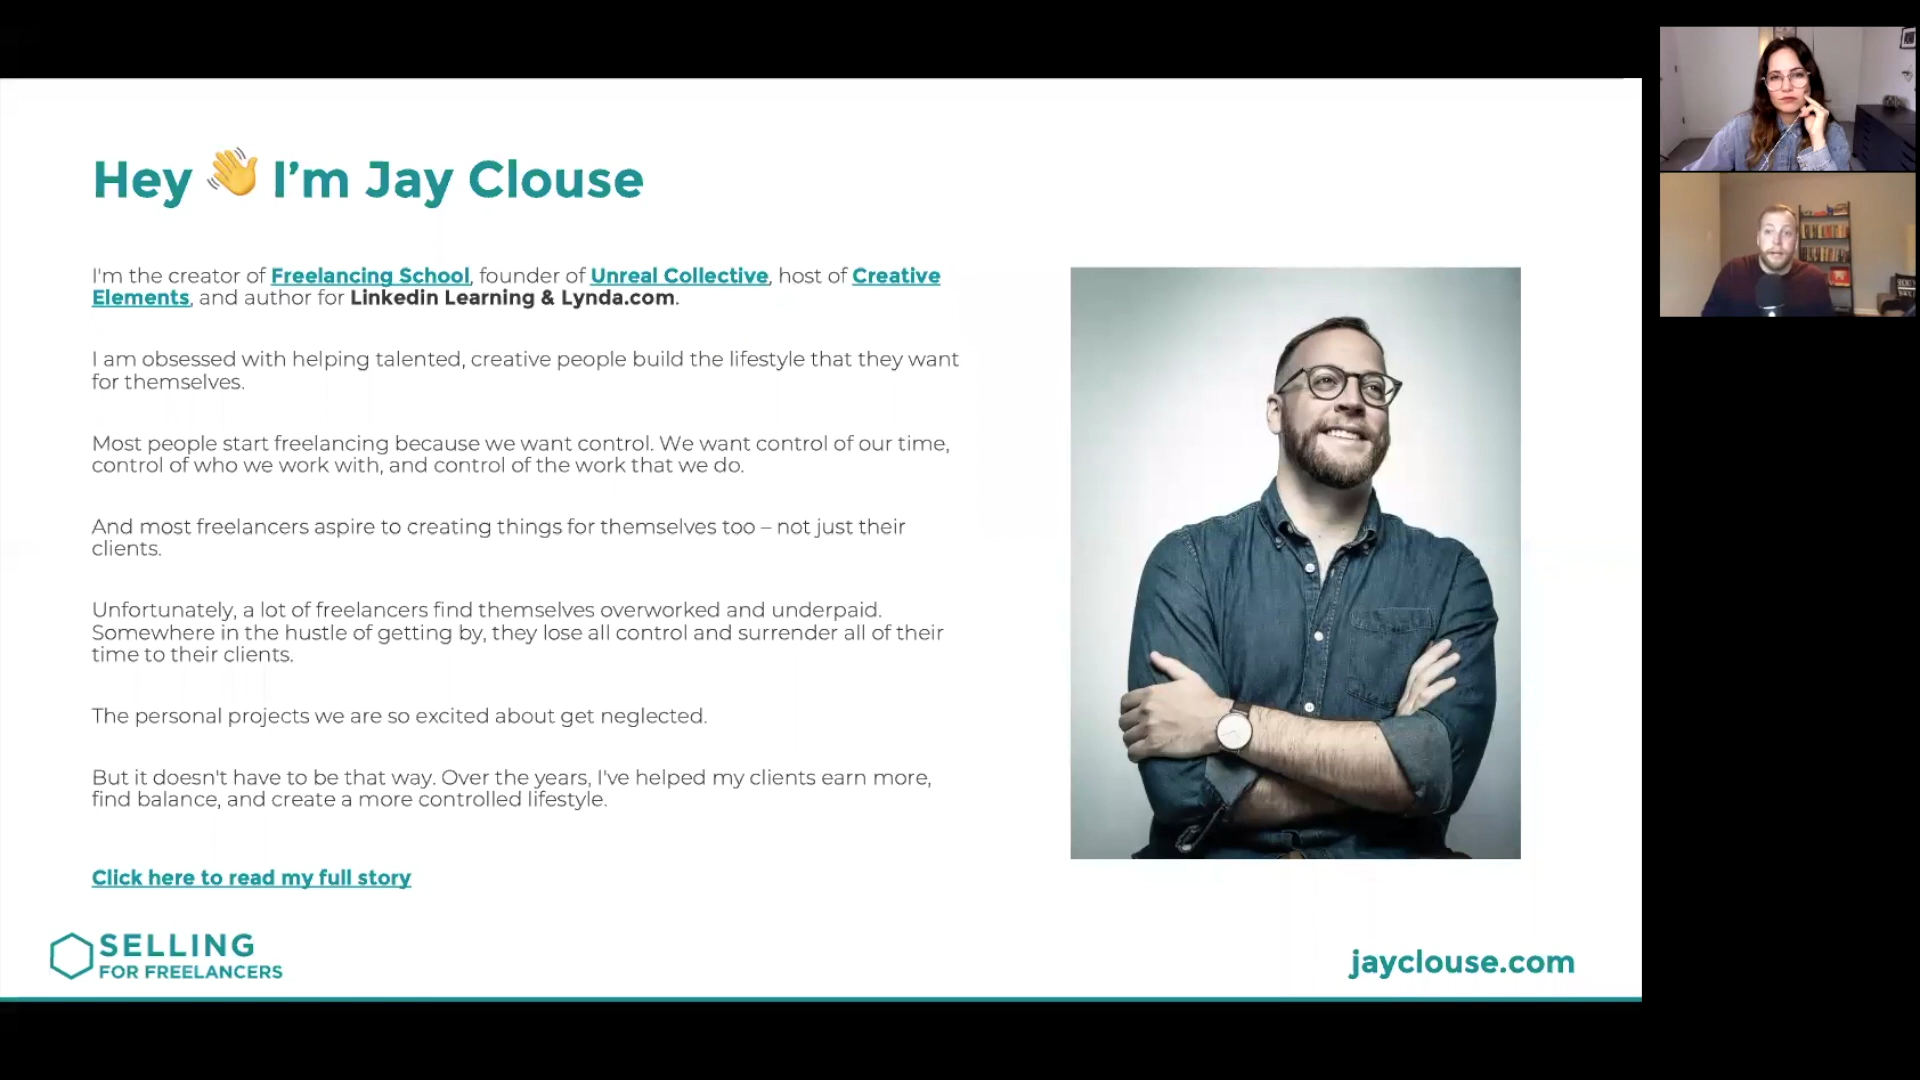 Hey 👋 I’m Jay Clouse
I'm the creator of Freelancing School, founder of Unreal Collective, host of Creative
Elements, and author for Linkedin Learning & Lynda.com.
I am obsessed with helping talented, creative people build the lifestyle that they want
for themselves.
Most people start freelancing because we want control. We want control of our time,
control of who we work with, and control of the work that we do.
And most freelancers aspire to creating things for themselves too – not just their
clients.
Unfortunately, a lot of freelancers find themselves overworked and underpaid.
Somewhere in the hustle of getting by, they lose all control and surrender all of their
time to their clients.
The personal projects we are so excited about get neglected.
But it doesn't have to be that way. Over the years, I've helped my clients earn more,
find balance, and create a more controlled lifestyle.
Click here to read my full story
SELLING
FOR FREELANCERS
jayclouse.com